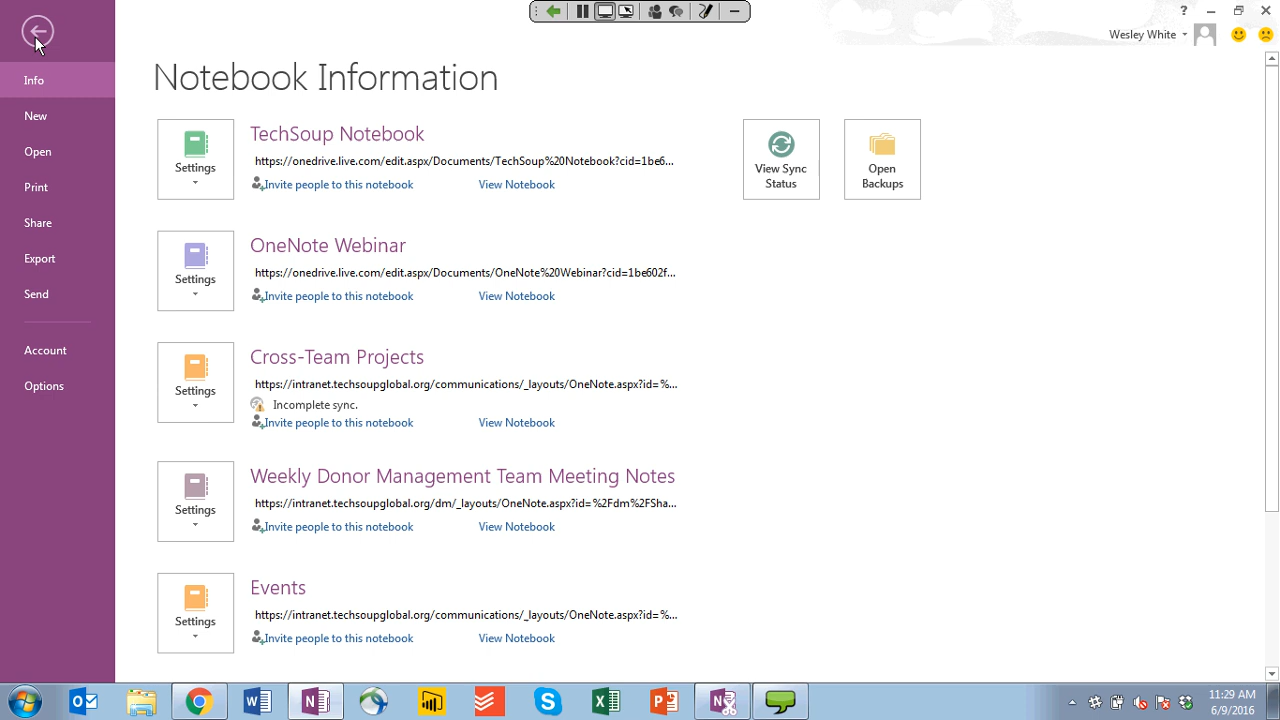 Wesley White
Info
New
Open
Print
Share
Export
Send
Account
Options
Notebook Information
Settings
TechSoup Notebook
https://onedrive.live.com/edit.aspx/Documents/TechSoup%20Notebook?cid=1be6...
Invite people to this notebook View Notebook
View Sync
Status
Open
Backups
Settings
OneNote Webinar
https://onedrive.live.com/edit.aspx/Documents/OneNote%20Webinar?cid=1be602f...
Invite people to this notebook View Notebook
Settings
Cross-Team Projects
https://intranet.techsoupglobal.org/communications/_layouts/OneNote.aspx?id=%...
Incomplete sync.
Invite people to this notebook View Notebook
Settings
Weekly Donor Management Team Meeting Notes
https://intranet.techsoupglobal.org/dm/_layouts/OneNote.aspx?id=%2Fdm%2FSha...
Invite people to this notebook View Notebook
Settings
Events
https://intranet.techsoupglobal.org/communications/_layouts/OneNote.aspx?id=%...
Invite people to this notebook View Notebook
11:29 AM
6/9/2016